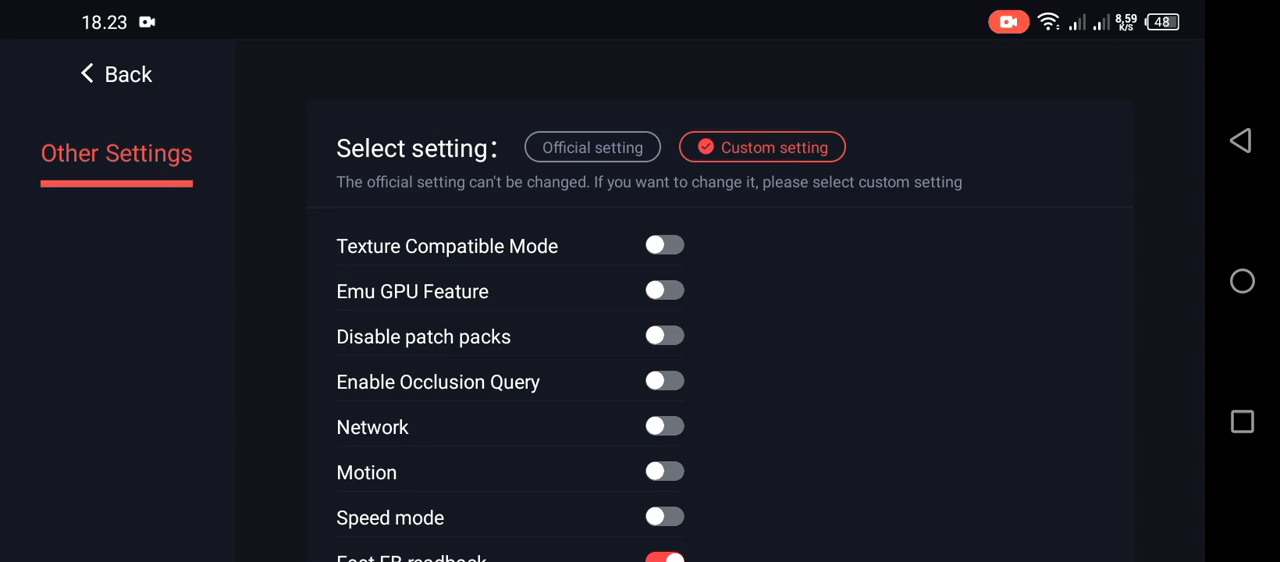 18.23
8,59
K/S
48
Back
Other Settings
Select setting:
Official setting
Custom setting
The official setting can't be changed. If you want to change it, please select custom setting
Texture Compatible Mode
Emu GPU Feature
Disable patch packs
Enable Occlusion Query
Network
Motion
Speed mode